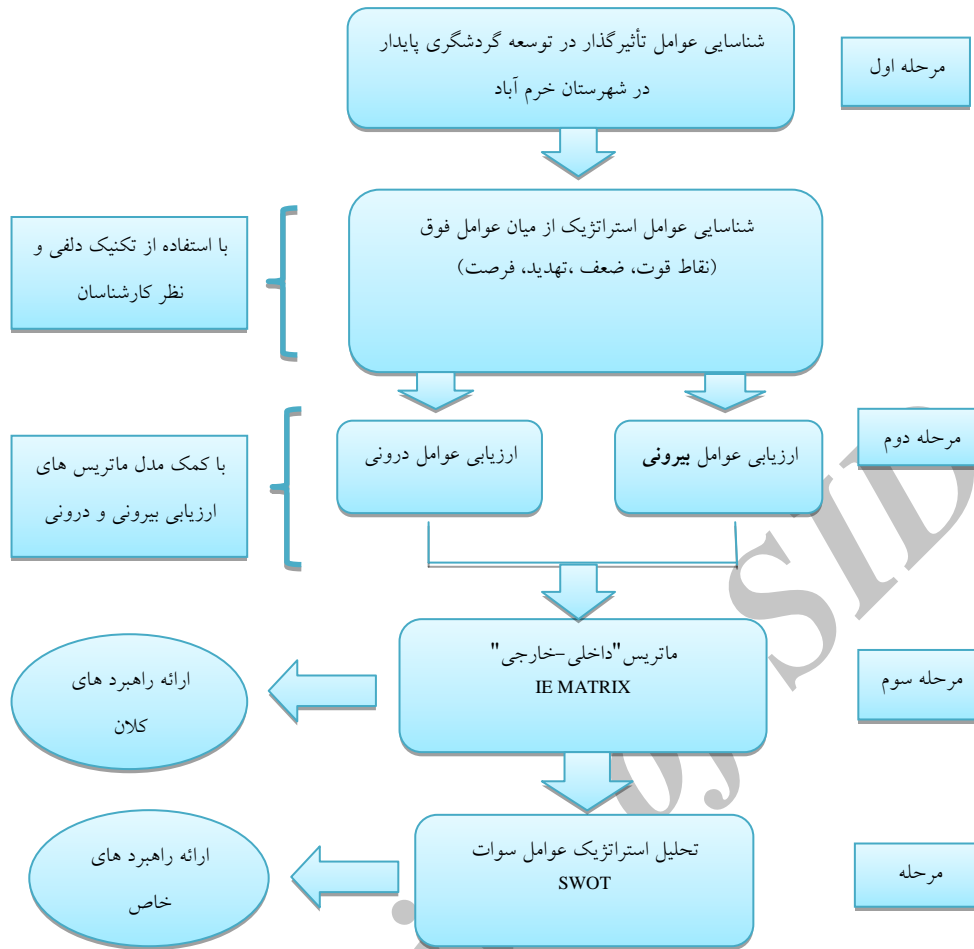 شناسایی عوامل تأثیرگذار در توسعه گردشگری پایدار
در شهرستان خرم آباد
مرحله اول
شناسایی عوامل استراتژیک از میان عوامل فوق
(نقاط قوت، ضعف ،تهدید، فرصت)
با استفاده از تکنیک دلفی و
نظر کارشناسان
مرحله دوم
ارزیابی عوامل بیرونی
ارزیابی عوامل درونی
با کمک مدل ماتریس های
ارزیابی بیرونی و درونی
مرحله سوم
ماتریس"داخلی-خارجی"
IE MATRIX
ارائه راهبرد های
کلان
مرحله
تحلیل استراتژیک عوامل سوات
SWOT
ارائه راهبرد های
خاص
of SID